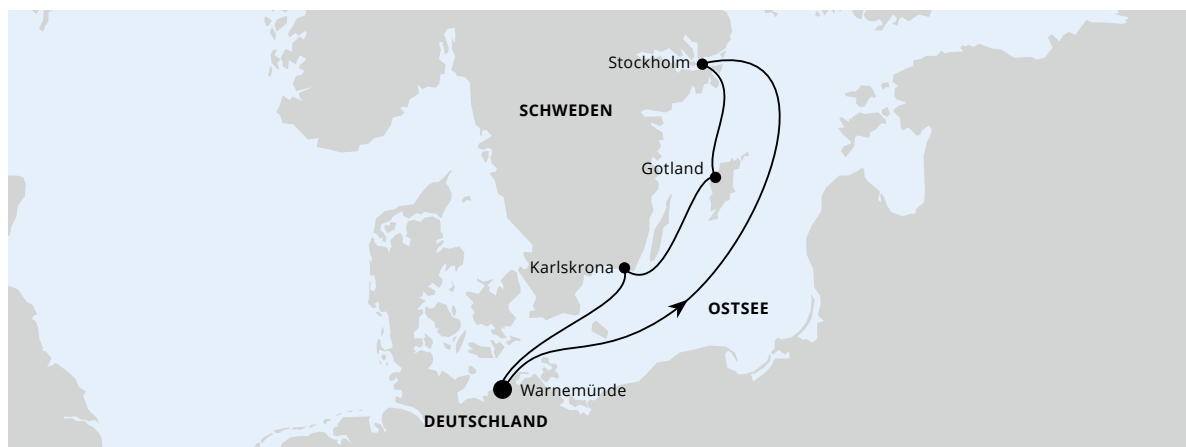 Stockholm
SCHWEDEN
Gotland
Karlskrona
OSTSEE
Warnemünde
DEUTSCHLAND